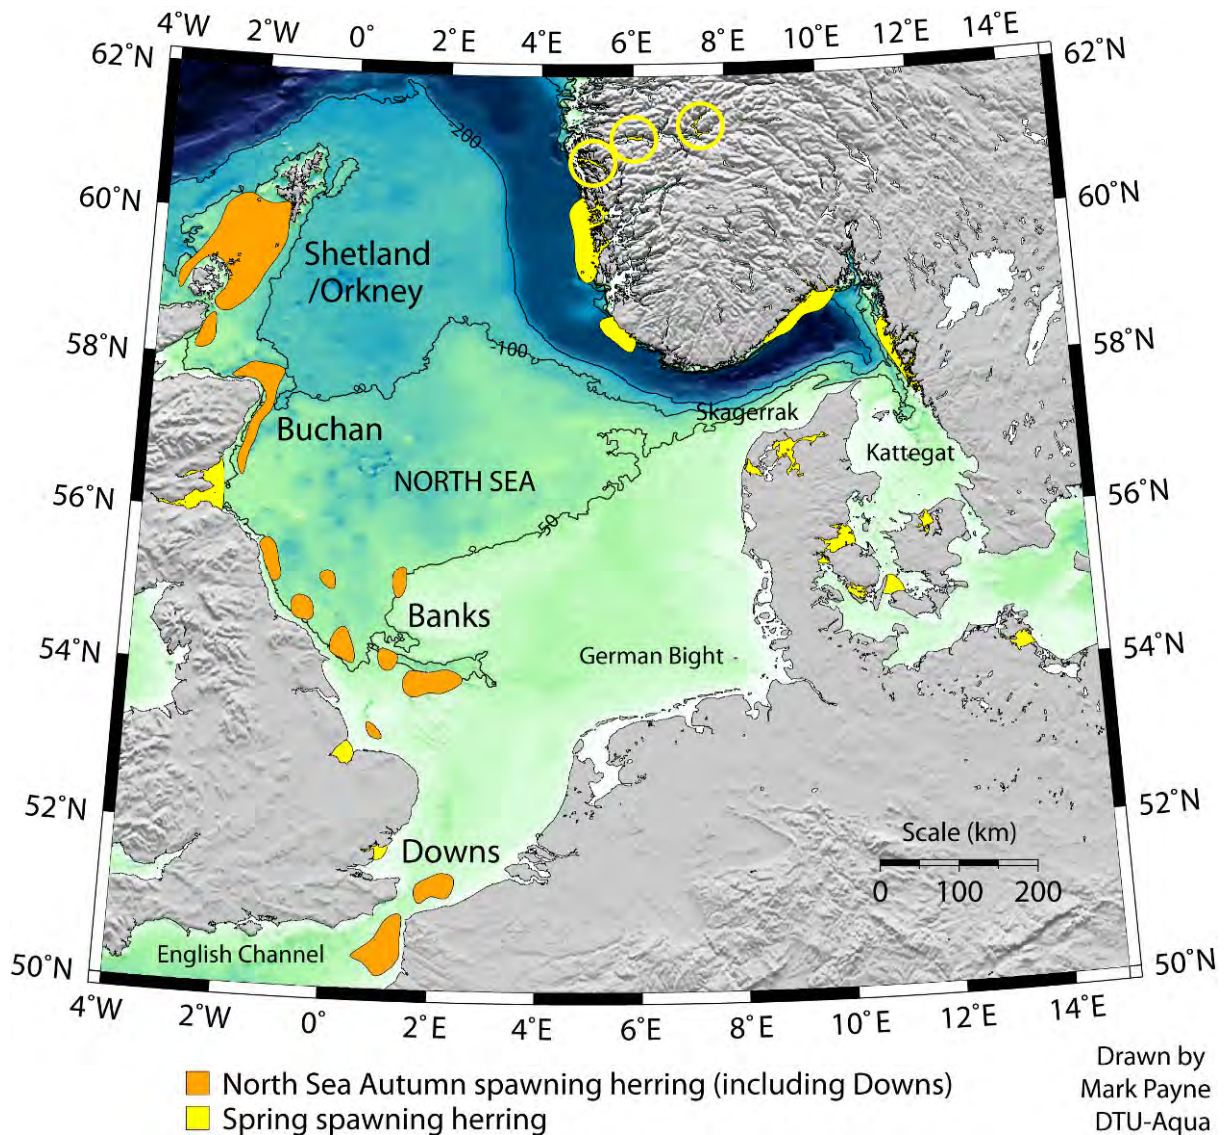 4˚W 2˚W 0˚ 2˚E 4˚E 6˚E 8˚E 10˚E 12˚E 14˚E
62˚N 62˚N
-200
60˚N 60˚N
Shetland
/Orkney
58˚N 58˚N
-100
Skagerrak
Buchan
Kattegat
NORTH SEA
56˚N 56˚N
-50
Banks
54˚N German Bight 54˚N
52˚N 52˚N
Scale (km)
Downs
0 100 200
English Channel
50˚N 50˚N
4˚W 2˚W 0˚ 2˚E 4˚E 6˚E 8˚E 10˚E 12˚E 14˚E
North Sea Autumn spawning herring (including Downs)
Spring spawning herring
Drawn by
Mark Payne
DTU-Aqua